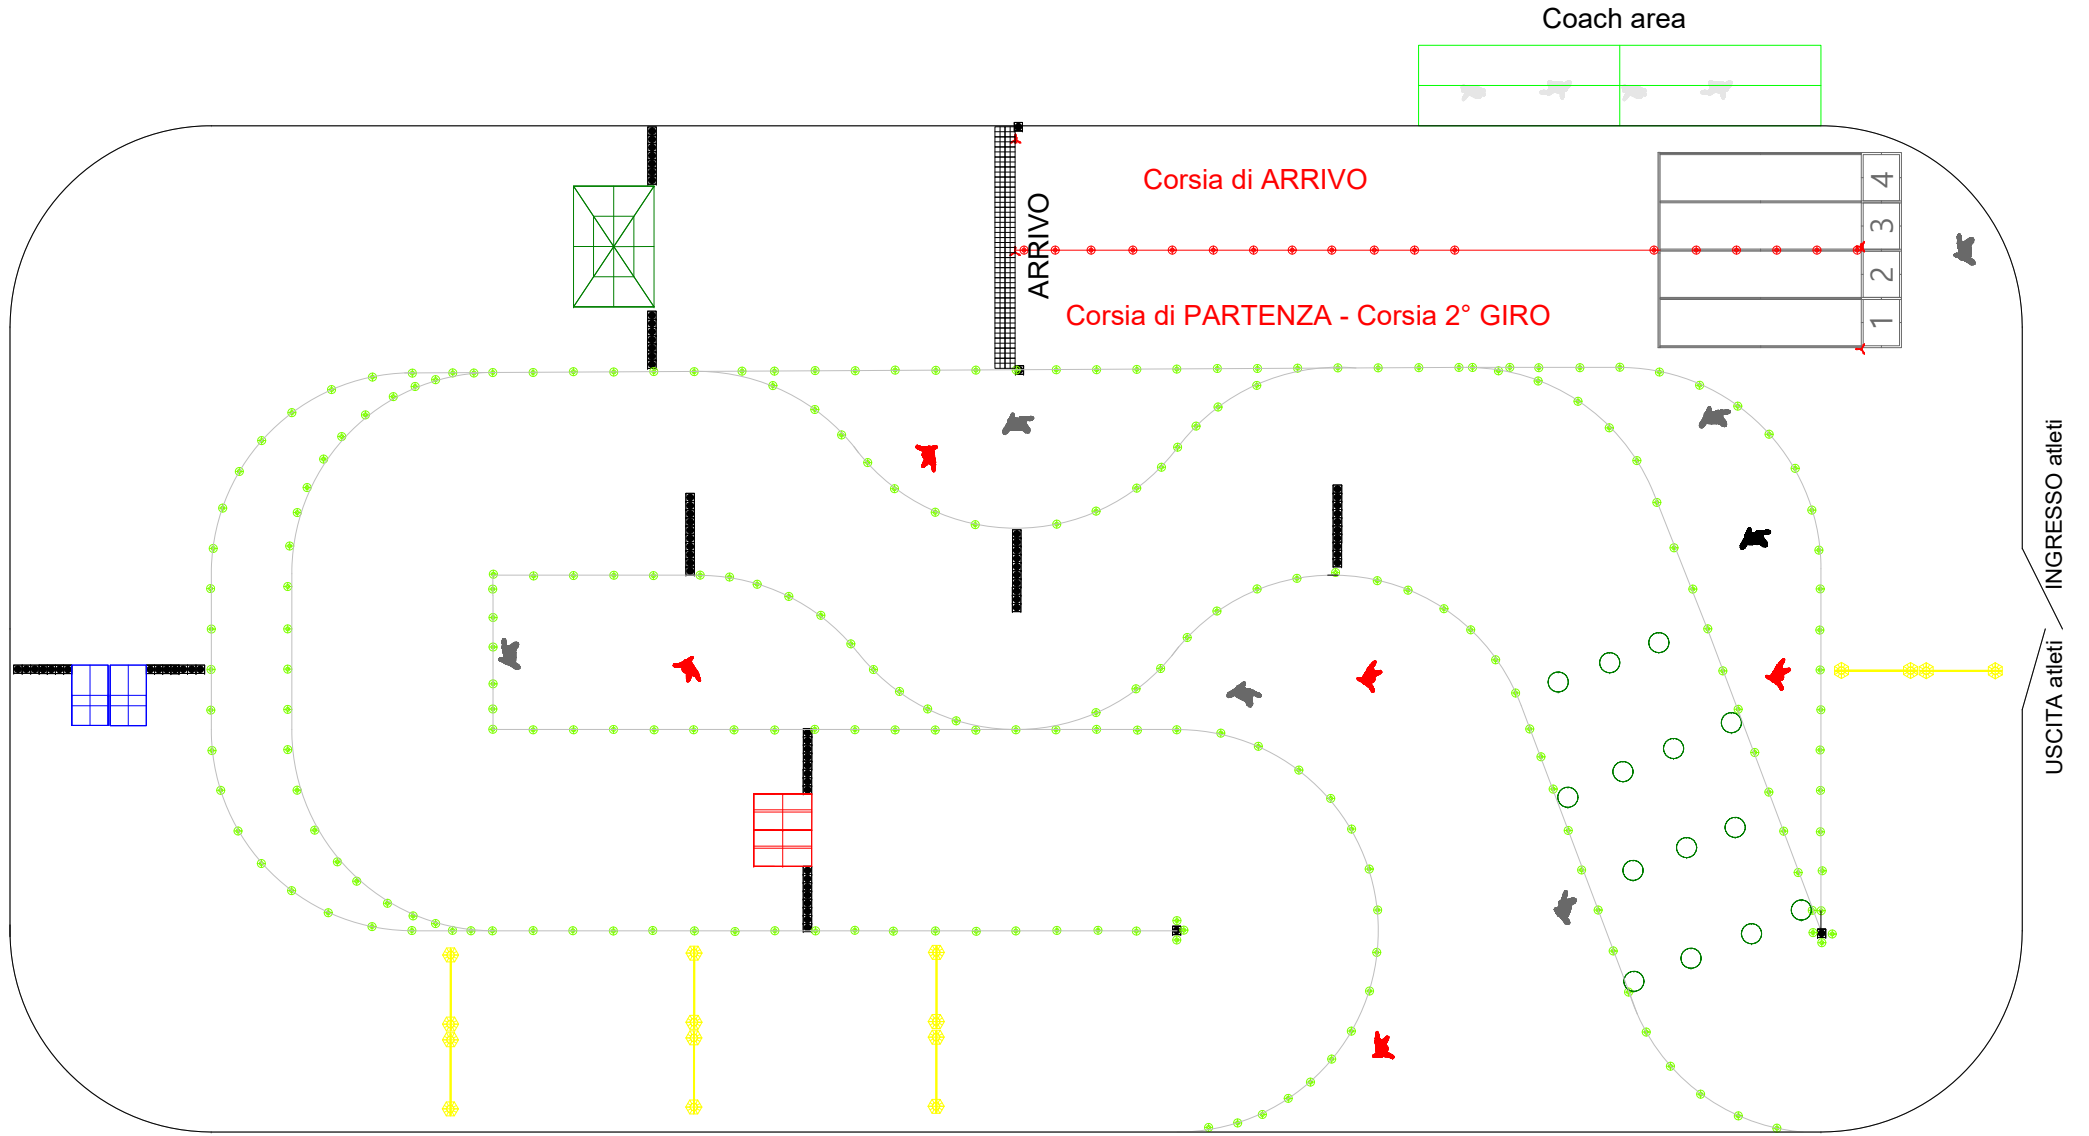 Coach area
Corsia di ARRIVO
ARRIVO
Corsia di PARTENZA - Corsia 2° GIRO
4
3
2
1
INGRESSO atleti
USCITA atleti